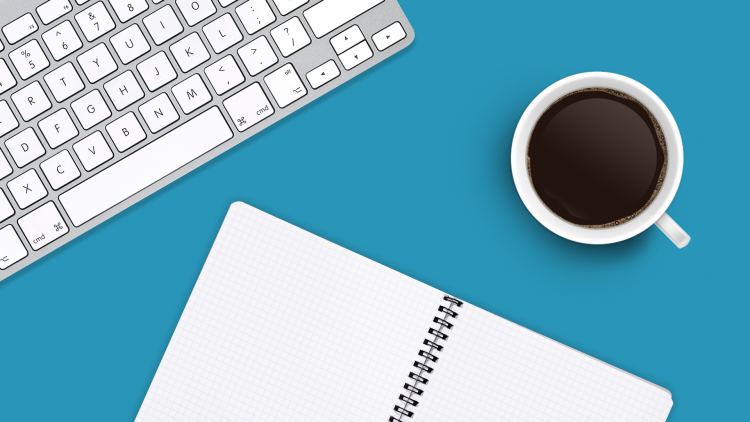 & 7
8
% 5
^ 6
R T Y U I O
: ;
D F G H J K L
> .
? /
X C V B N M
< ,
cmd ⌘
⌘ cmd
alt ⌥
⌥